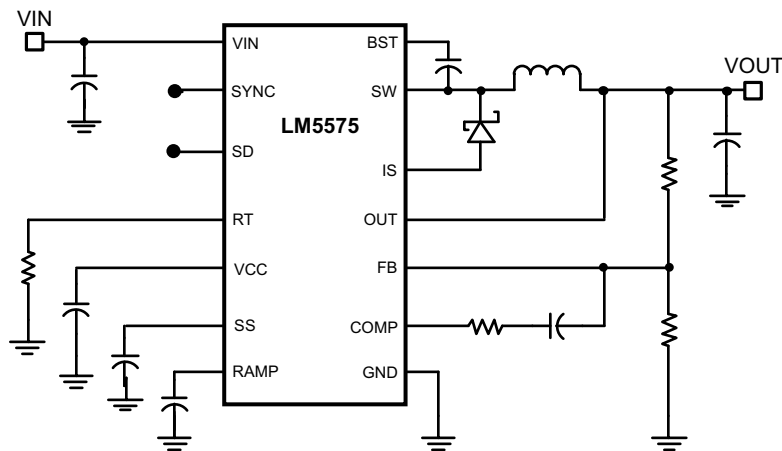 VIN
VOUT
VIN
BST
SYNC
SW
LM5575
SD
IS
RT
OUT
VCC
FB
SS
COMP
RAMP
GND